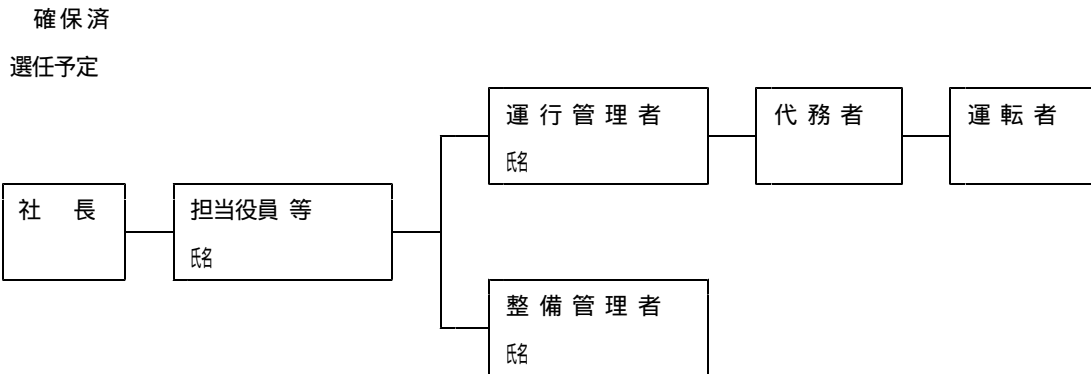 確保済
選任予定
運行管理者
氏名
代務者
運転者
社 長
担当役員 等
氏名
整備管理者
氏名